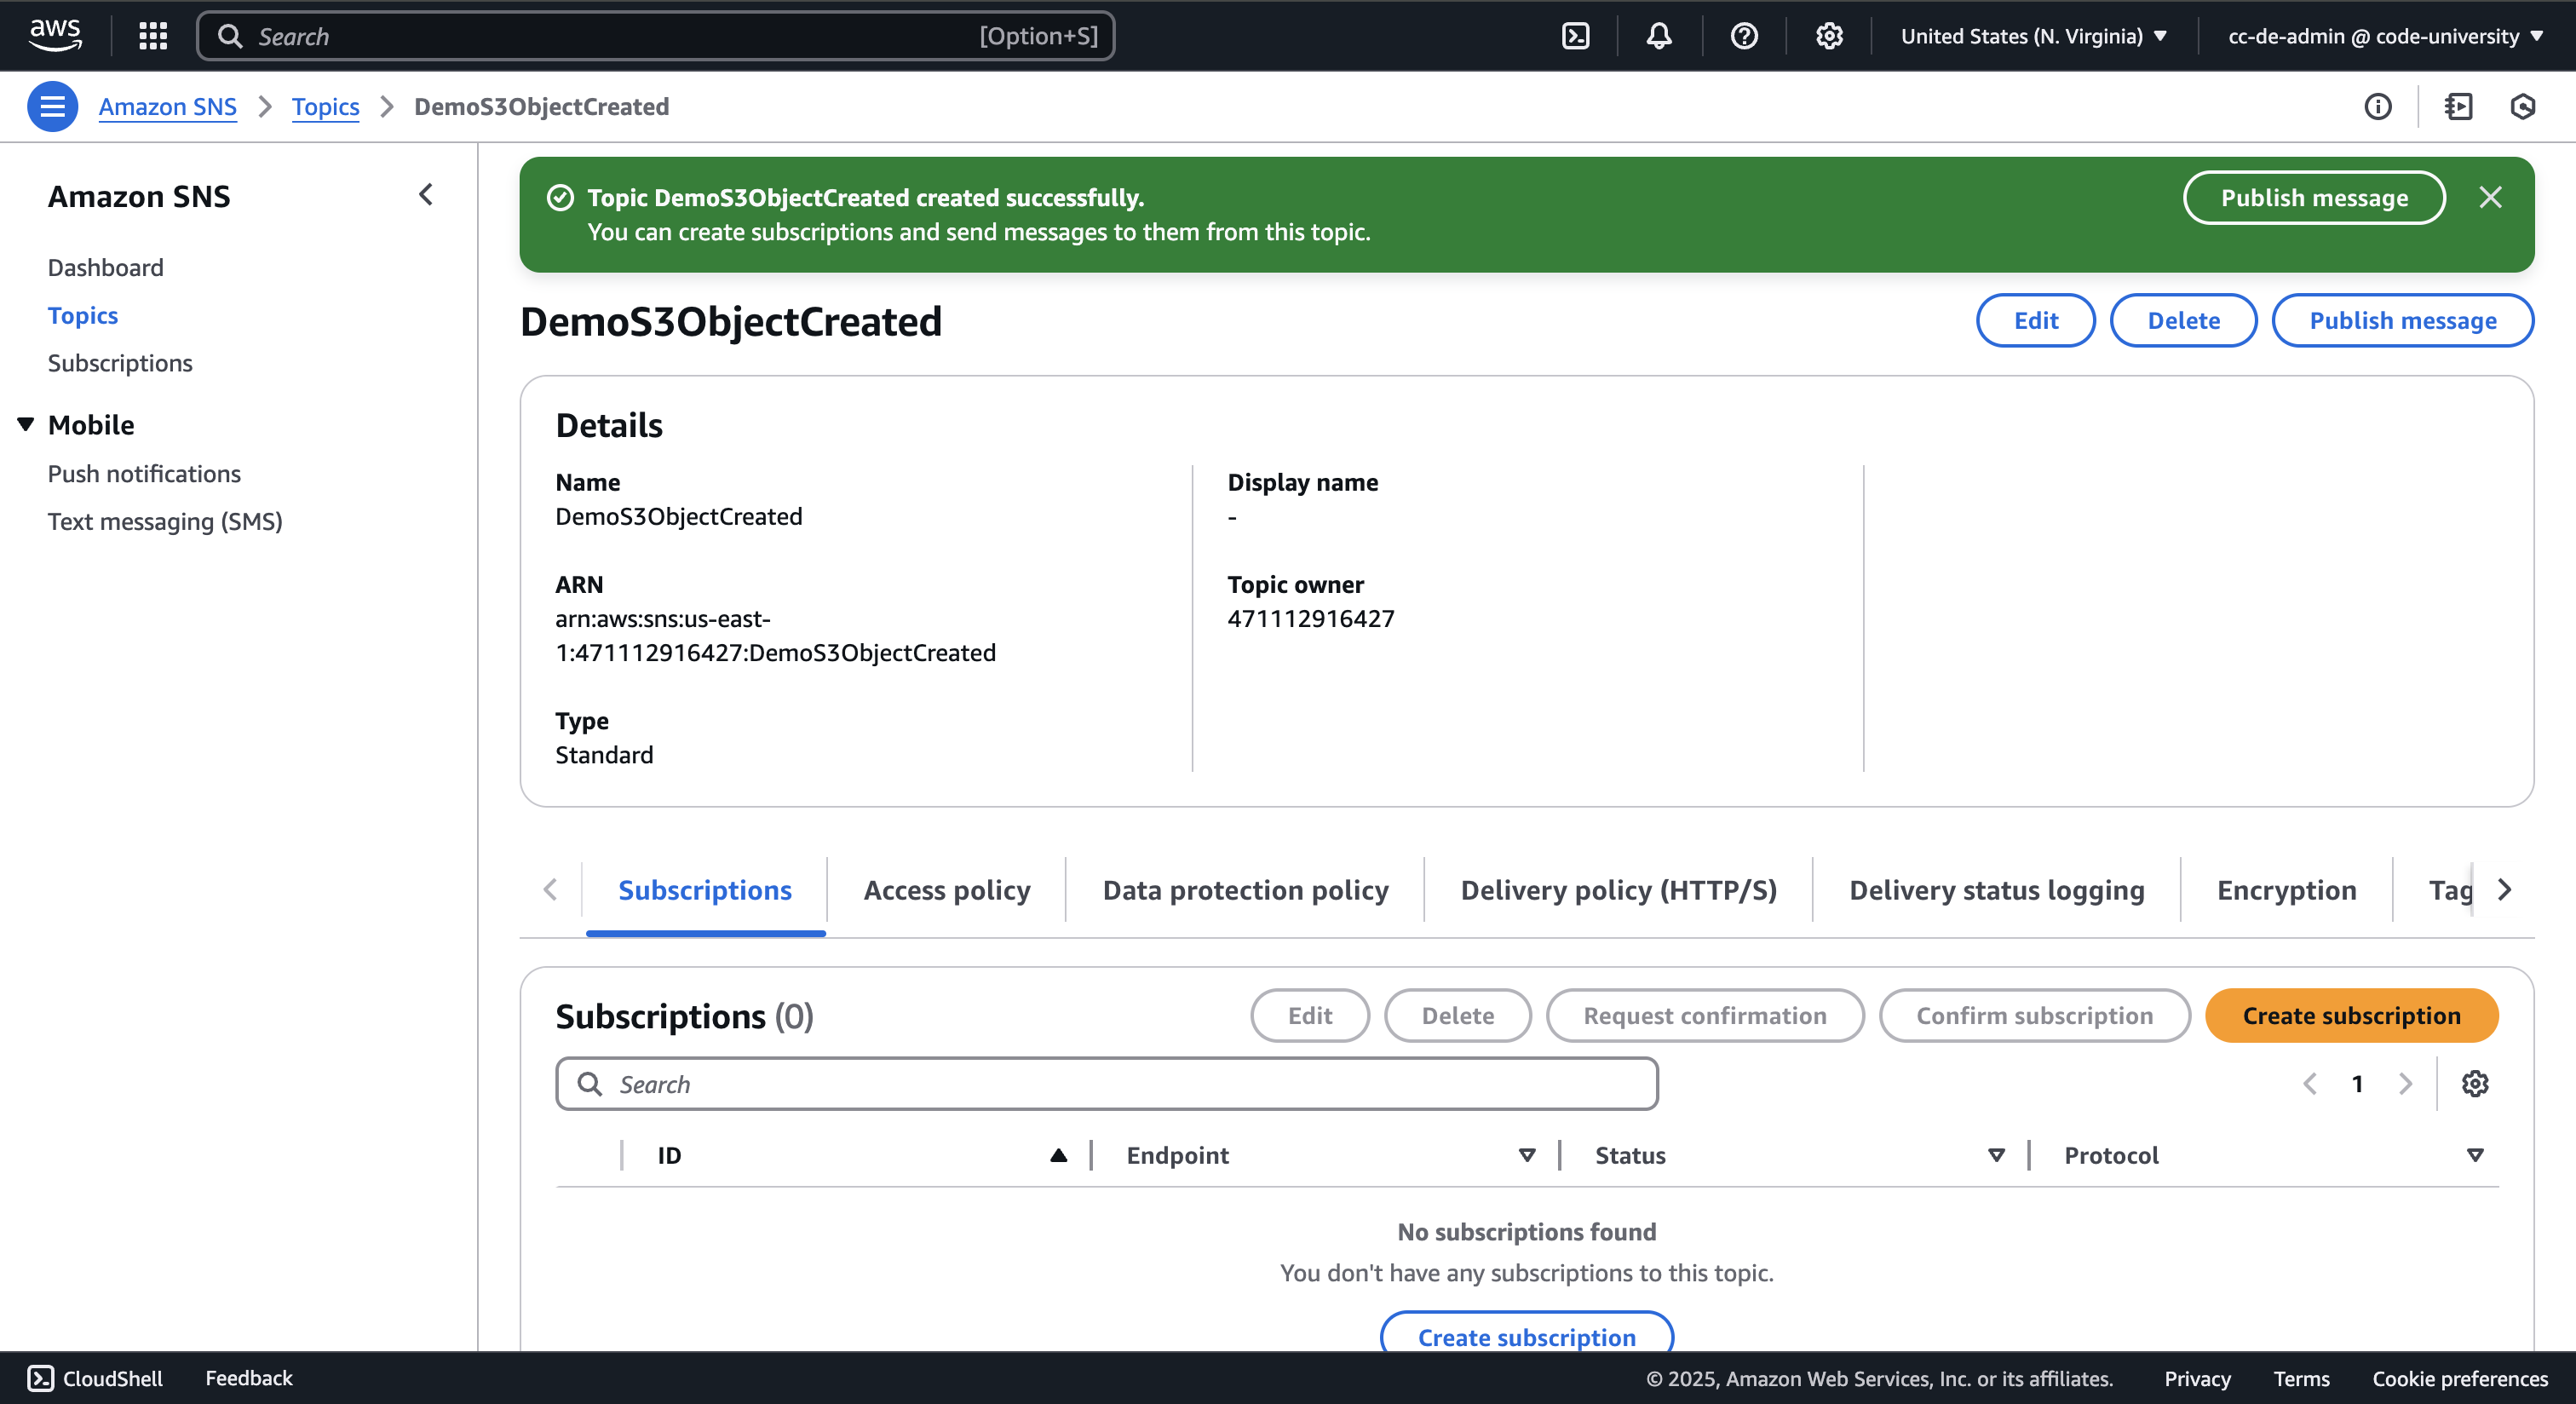 aws
Search
[Option+S]
United States (N. Virginia)
cc-de-admin @ code-university
Amazon SNS
Topics
DemoS3ObjectCreated
Amazon SNS
Dashboard
Topics
Subscriptions
Mobile
Push notifications
Text messaging (SMS)
Topic DemoS3ObjectCreated created successfully.
You can create subscriptions and send messages to them from this topic.
Publish message
DemoS3ObjectCreated
Edit
Delete
Publish message
Details
Name
DemoS3ObjectCreated
ARN
arn:aws:sns:us-east-
1:471112916427:DemoS3ObjectCreated
Type
Standard
Display name
-
Topic owner
471112916427
Subscriptions
Access policy
Data protection policy
Delivery policy (HTTP/S)
Delivery status logging
Encryption
Tag
Subscriptions (0)
Edit
Delete
Request confirmation
Confirm subscription
Create subscription
Search
1
ID
Endpoint
Status
Protocol
No subscriptions found
You don't have any subscriptions to this topic.
Create subscription
CloudShell
Feedback
© 2025, Amazon Web Services, Inc. or its affiliates.
Privacy
Terms
Cookie preferences